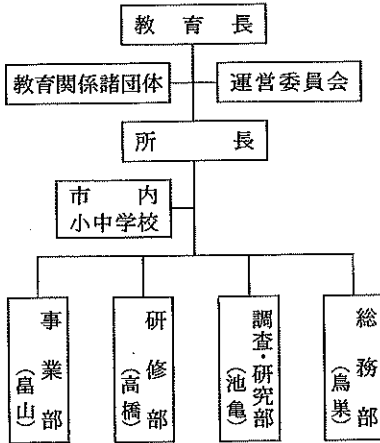 教育長
教育関係諸団体
運営委員会
所長
市内
小中学校
総務部
(鳥巣)
調査・研究部
(池亀)
研修部
(高橋)
事業部
(畠山)